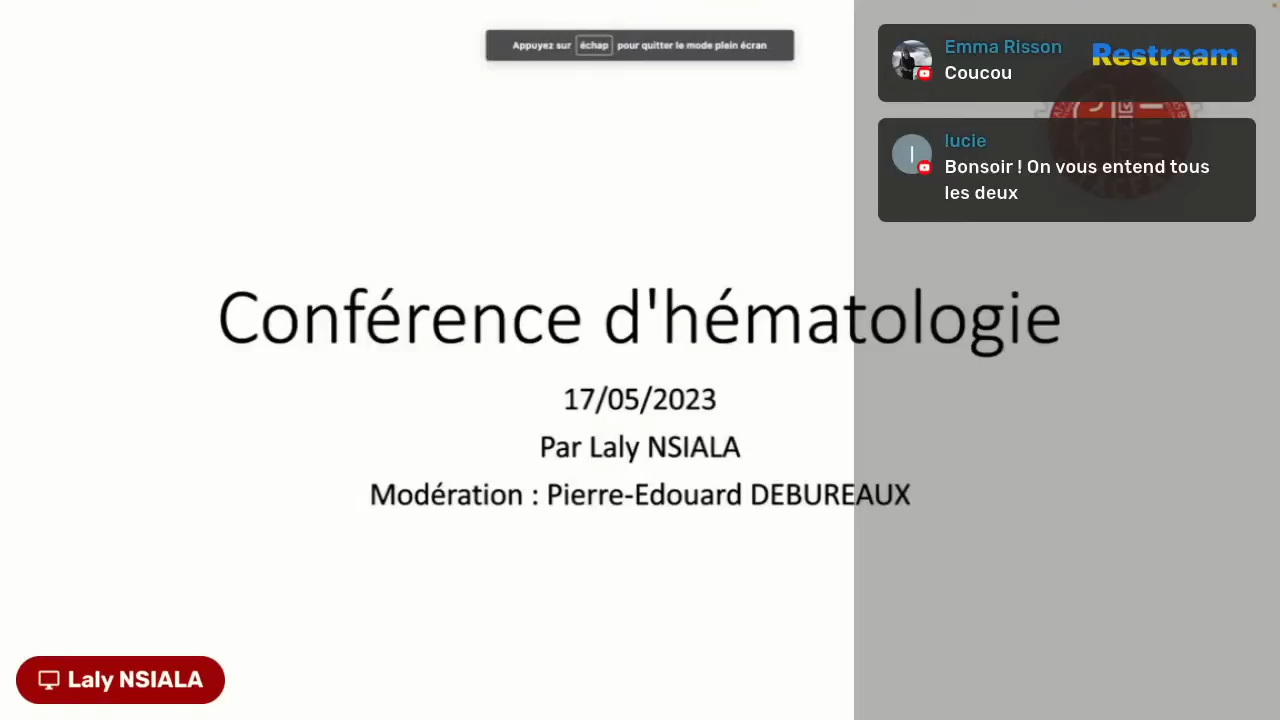 Appuyez sur échap pour quitter le mode plein écran
Emma Risson
Restream
Coucou
lucie
Bonsoir ! On vous entend tous
les deux
Conférence d'hématologie
17/05/2023
Par Laly NSIALA
Modération : Pierre-Edouard DEBUREAUX
Laly NSIALA